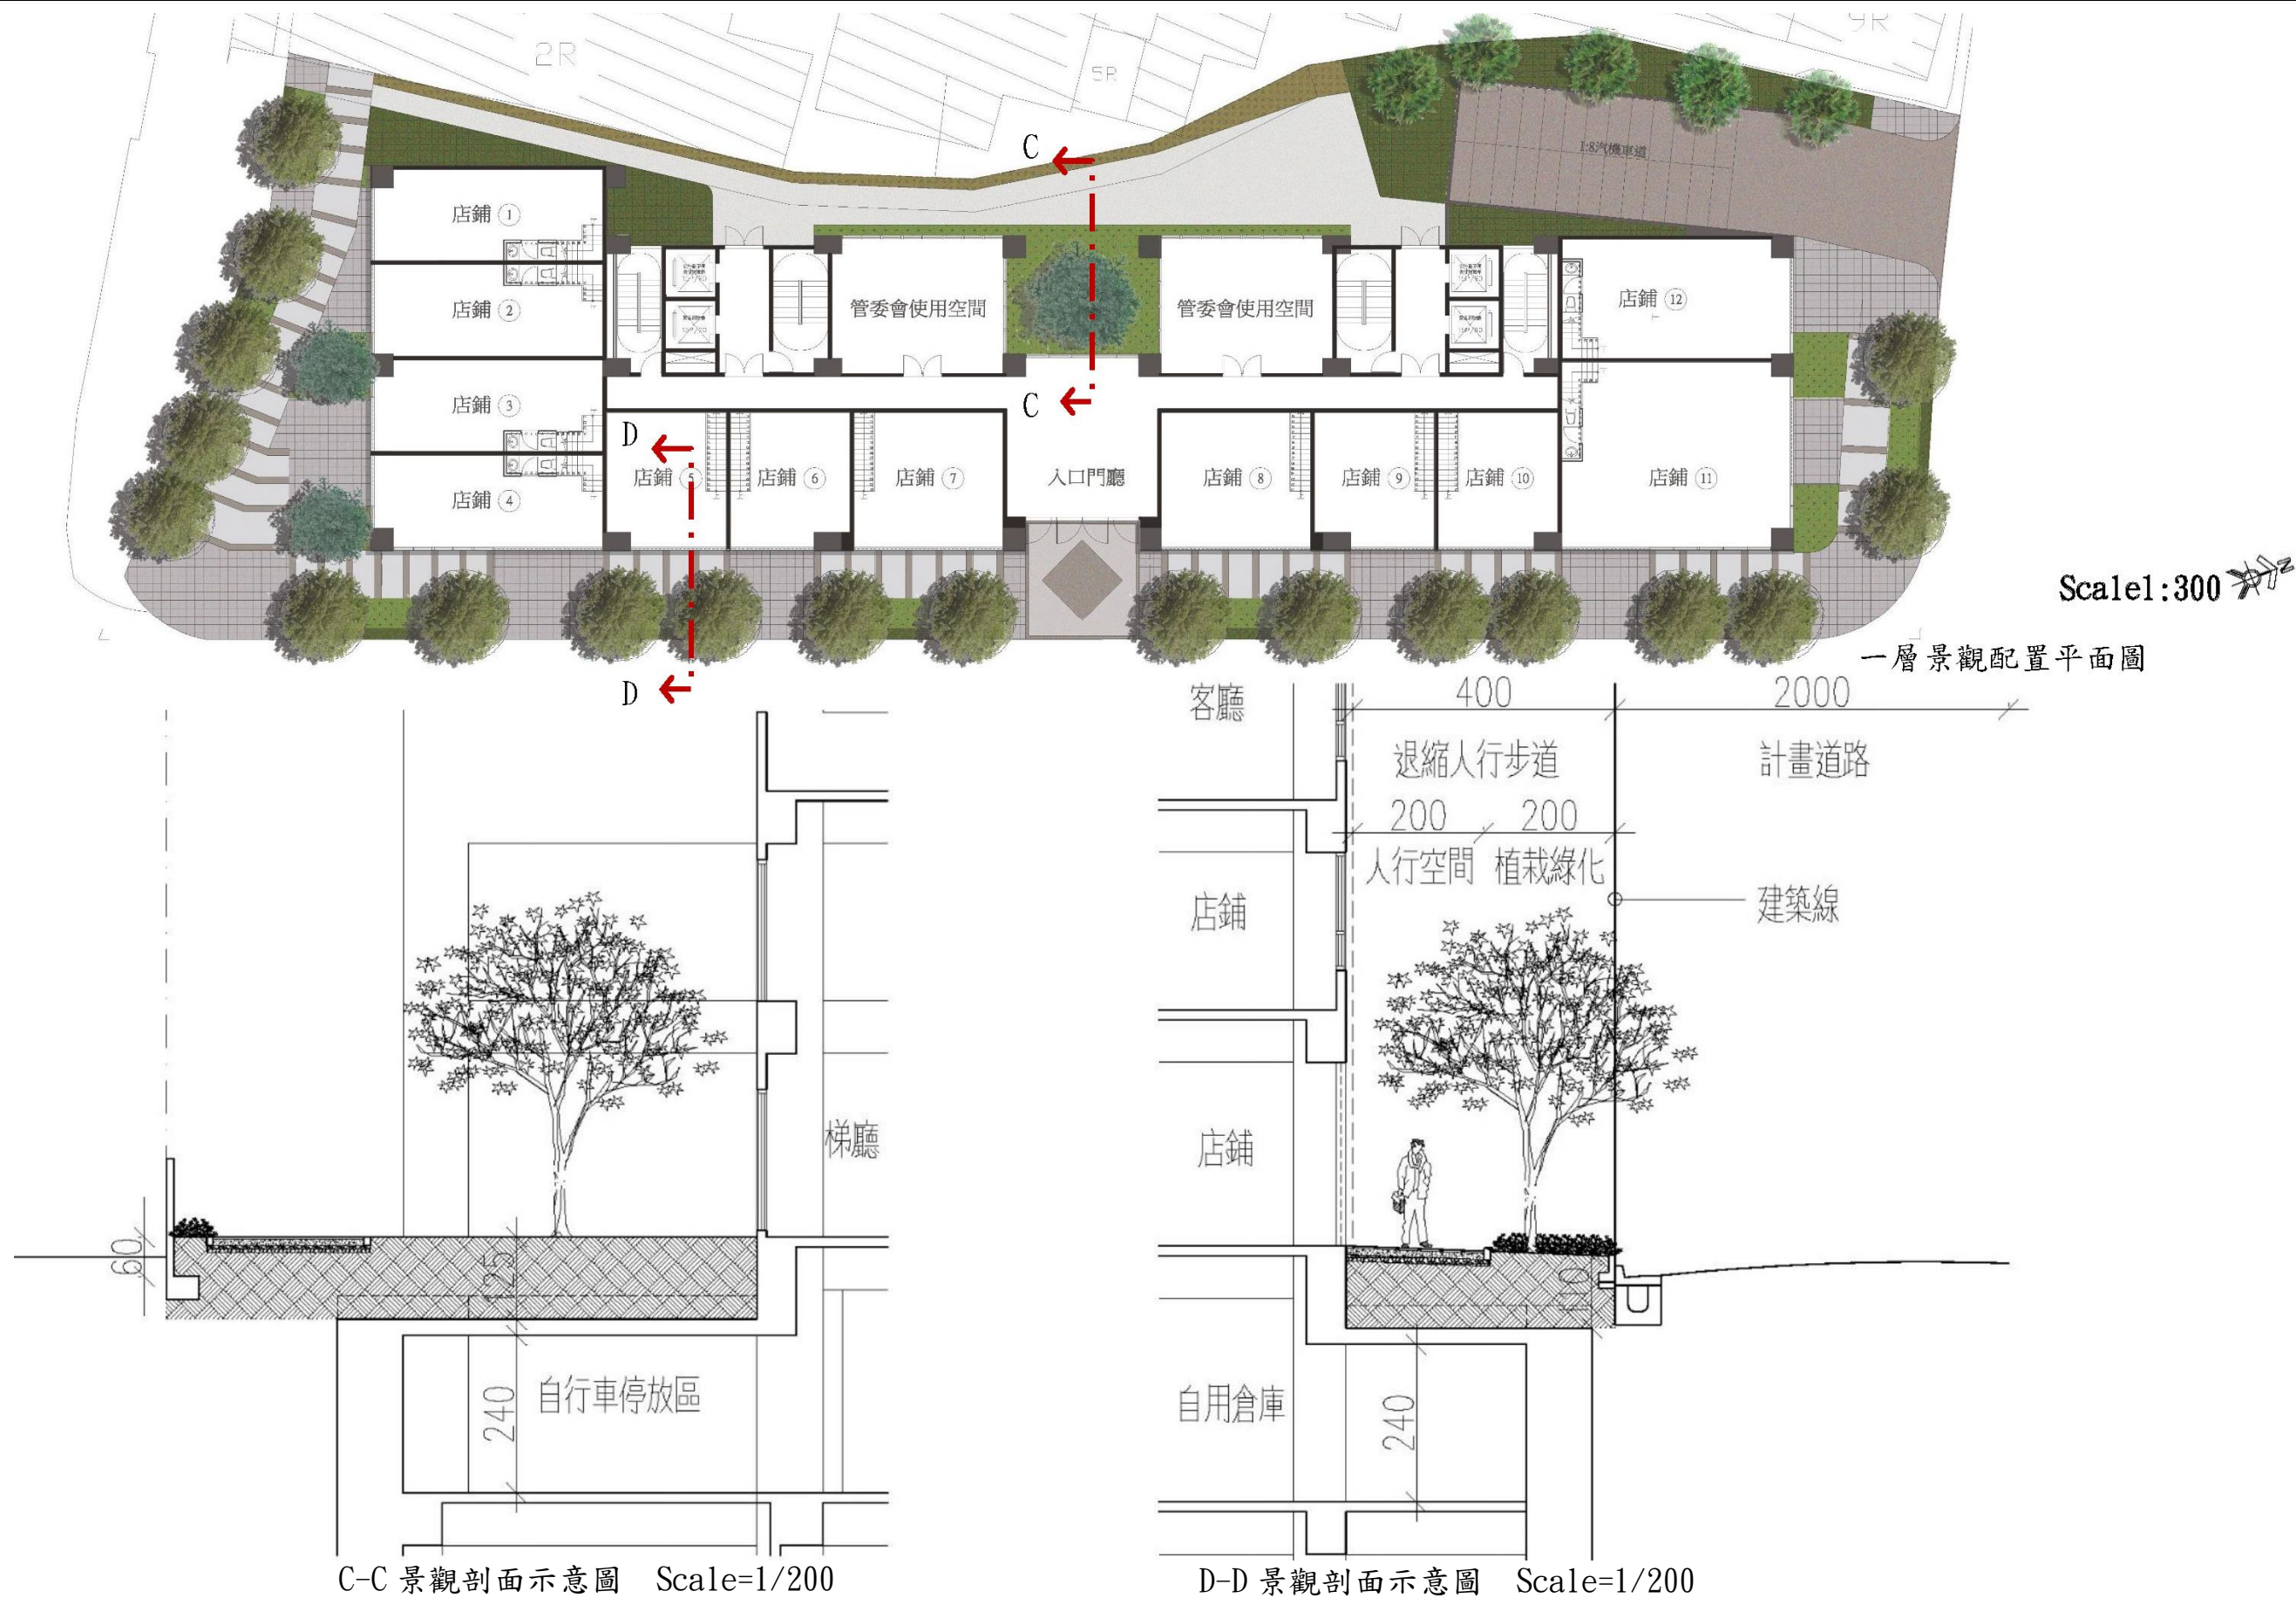 2R
5R
9R
1:8汽機車道
C
店鋪 1
店鋪 2
管委會使用空間
管委會使用空間
店鋪 12
店鋪 3
C
D
店鋪 4
店鋪 5
店鋪 6
店鋪 7
入口門廳
店鋪 8
店鋪 9
店鋪 10
店鋪 11
Scale1:300
N
一層景觀配置平面圖
D
客廳
400
2000
退縮人行步道
計畫道路
200
200
人行空間
植栽綠化
店鋪
建築線
梯廳
店鋪
60
125
110
自行車停放區
240
自用倉庫
240
C-C 景觀剖面示意圖 Scale=1/200
D-D 景觀剖面示意圖 Scale=1/200